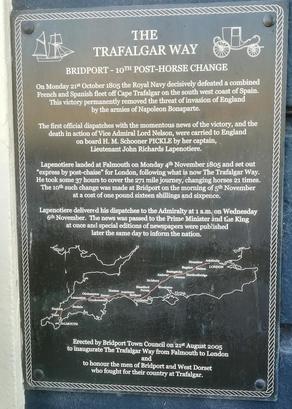 THE
TRAFALGAR WAY
BRIDPORT - 10TH POST-HORSE CHANGE
On Monday 21st October 1805 the Royal Navy decisively defeated a combined
French and Spanish fleet off Cape Trafalgar on the south west coast of Spain.
This victory permanently removed the threat of invasion of England
by the armies of Napoleon Bonaparte.
The first official dispatches with the momentous news of the victory, and the
death in action of Vice Admiral Lord Nelson, were carried to England
on board H. M. Schooner PICKLE by her captain,
Lieutenant John Richards Lapenotiere.
Lapenotiere landed at Falmouth on Monday 4th November 1805 and set out
"express by post-chaise" for London, following what is now The Trafalgar Way.
He took some 37 hours to cover the 271 mile journey, changing horses 21 times.
The 10th such change was made at Bridport on the morning of 5th November
at a cost of one pound sixteen shillings and sixpence.
Lapenotiere delivered his dispatches to the Admiralty at 1 a.m. on Wednesday
6th November. The news was passed to the Prime Minister and the King
at once and special editions of newspapers were published
later the same day to inform the nation.
LONDON
FALMOUTH
Erected by Bridport Town Council on 21st August 2005
to inaugurate The Trafalgar Way from Falmouth to London
and
to honour the men of Bridport and West Dorset
who fought for their country at Trafalgar.